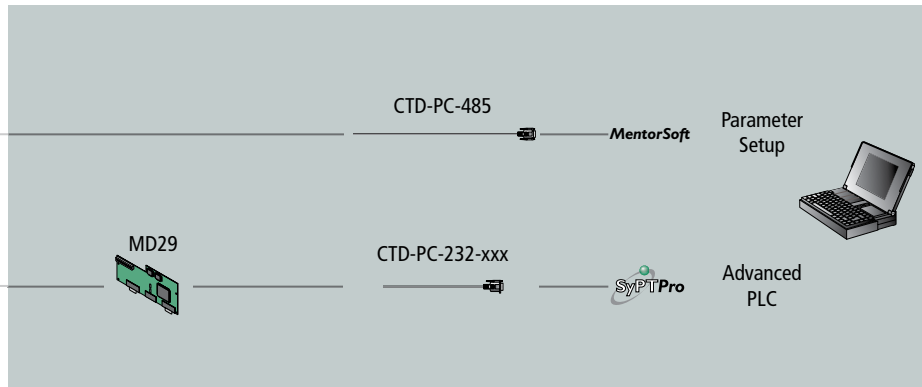 CTD-PC-485
MentorSoft
Parameter
Setup
MD29
CTD-PC-232-xxx
SyPTPro
Advanced
PLC